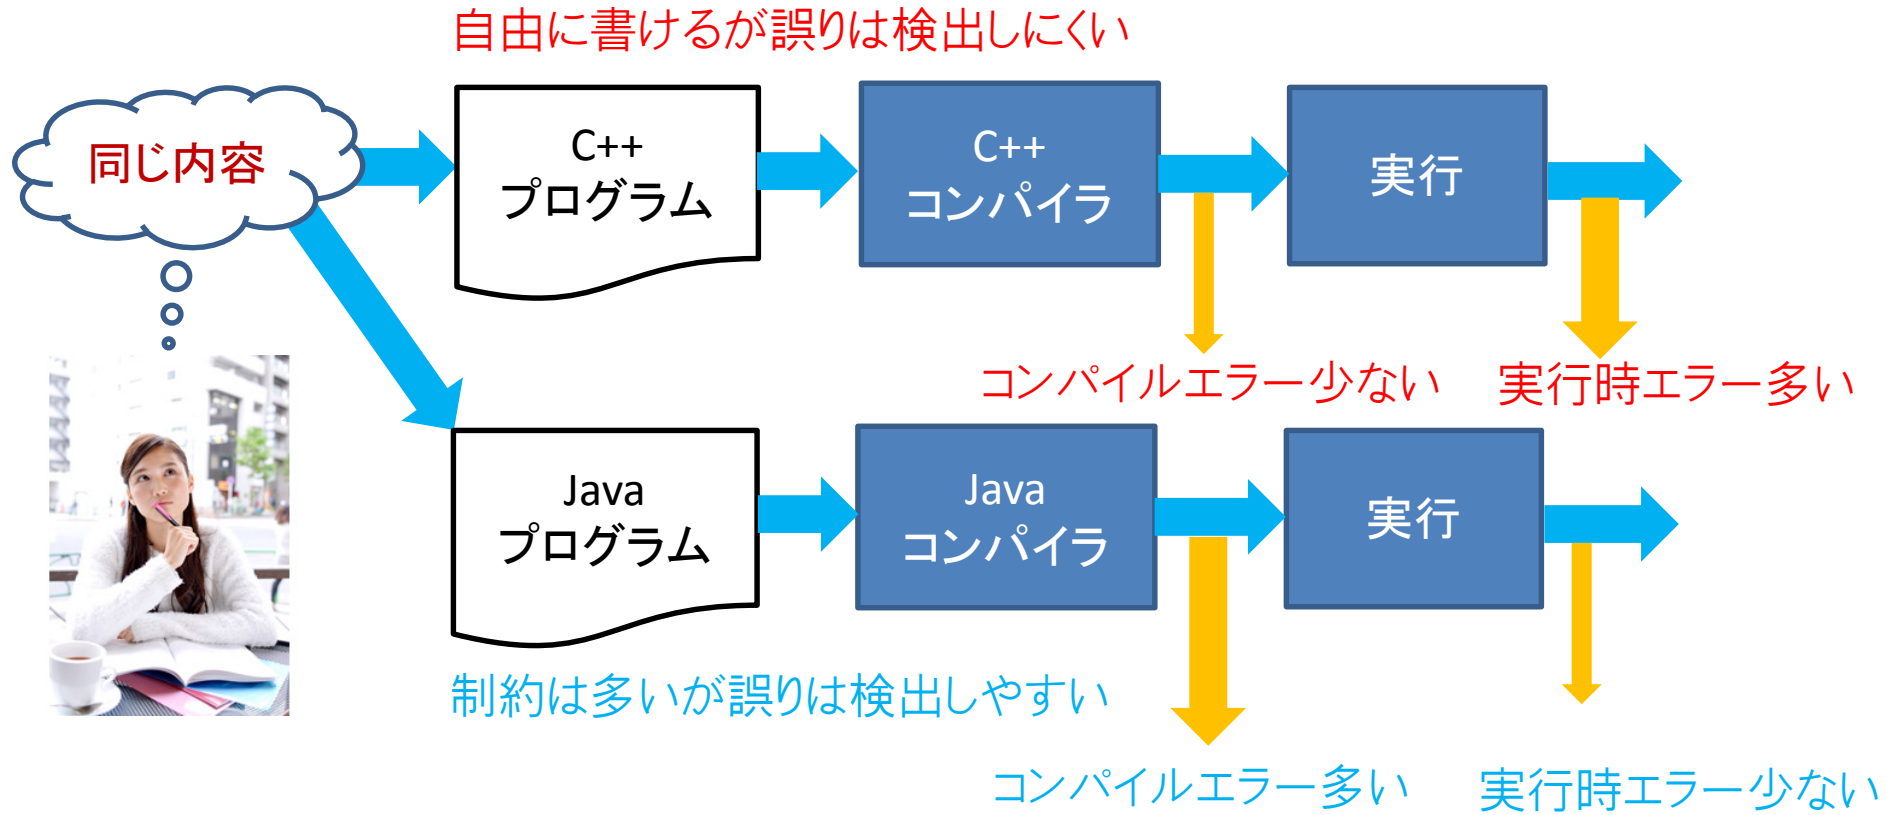 自由に書けるが誤りは検出しにくい
同じ内容
C++
プログラム
C++
コンパイラ
実行
コンパイルエラー少ない
実行時エラー多い
Java
プログラム
Java
コンパイラ
実行
制約は多いが誤りは検出しやすい
コンパイルエラー多い
実行時エラー少ない